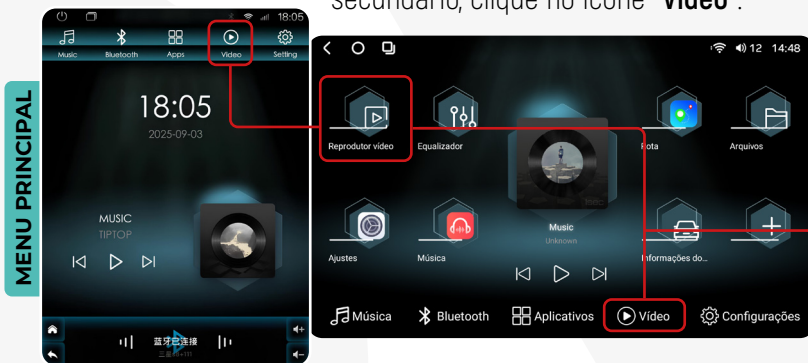 secundário, clique no ícone "Vídeo".
MENU PRINCIPAL
18:05
Music
Bluetooth
Apps
Video
Setting
18:05
2025-09-03
MUSIC
TIPTOP
蓝牙已连接
12 14:48
Reprodutor vídeo
Equalizador
Rota
Arquivos
Ajustes
Música
Music
Unknown
Informações do...
Música
Bluetooth
Aplicativos
Vídeo
Configurações